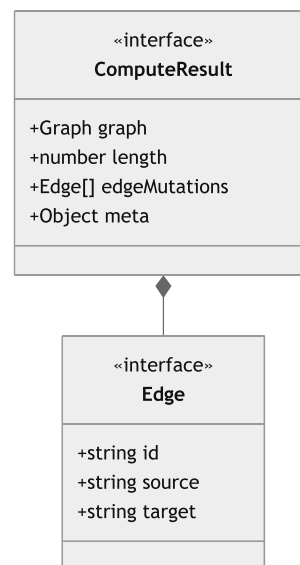 «interface»
ComputeResult
+Graph graph
+number length
+Edge[] edgeMutations
+Object meta
«interface»
Edge
+string id
+string source
+string target